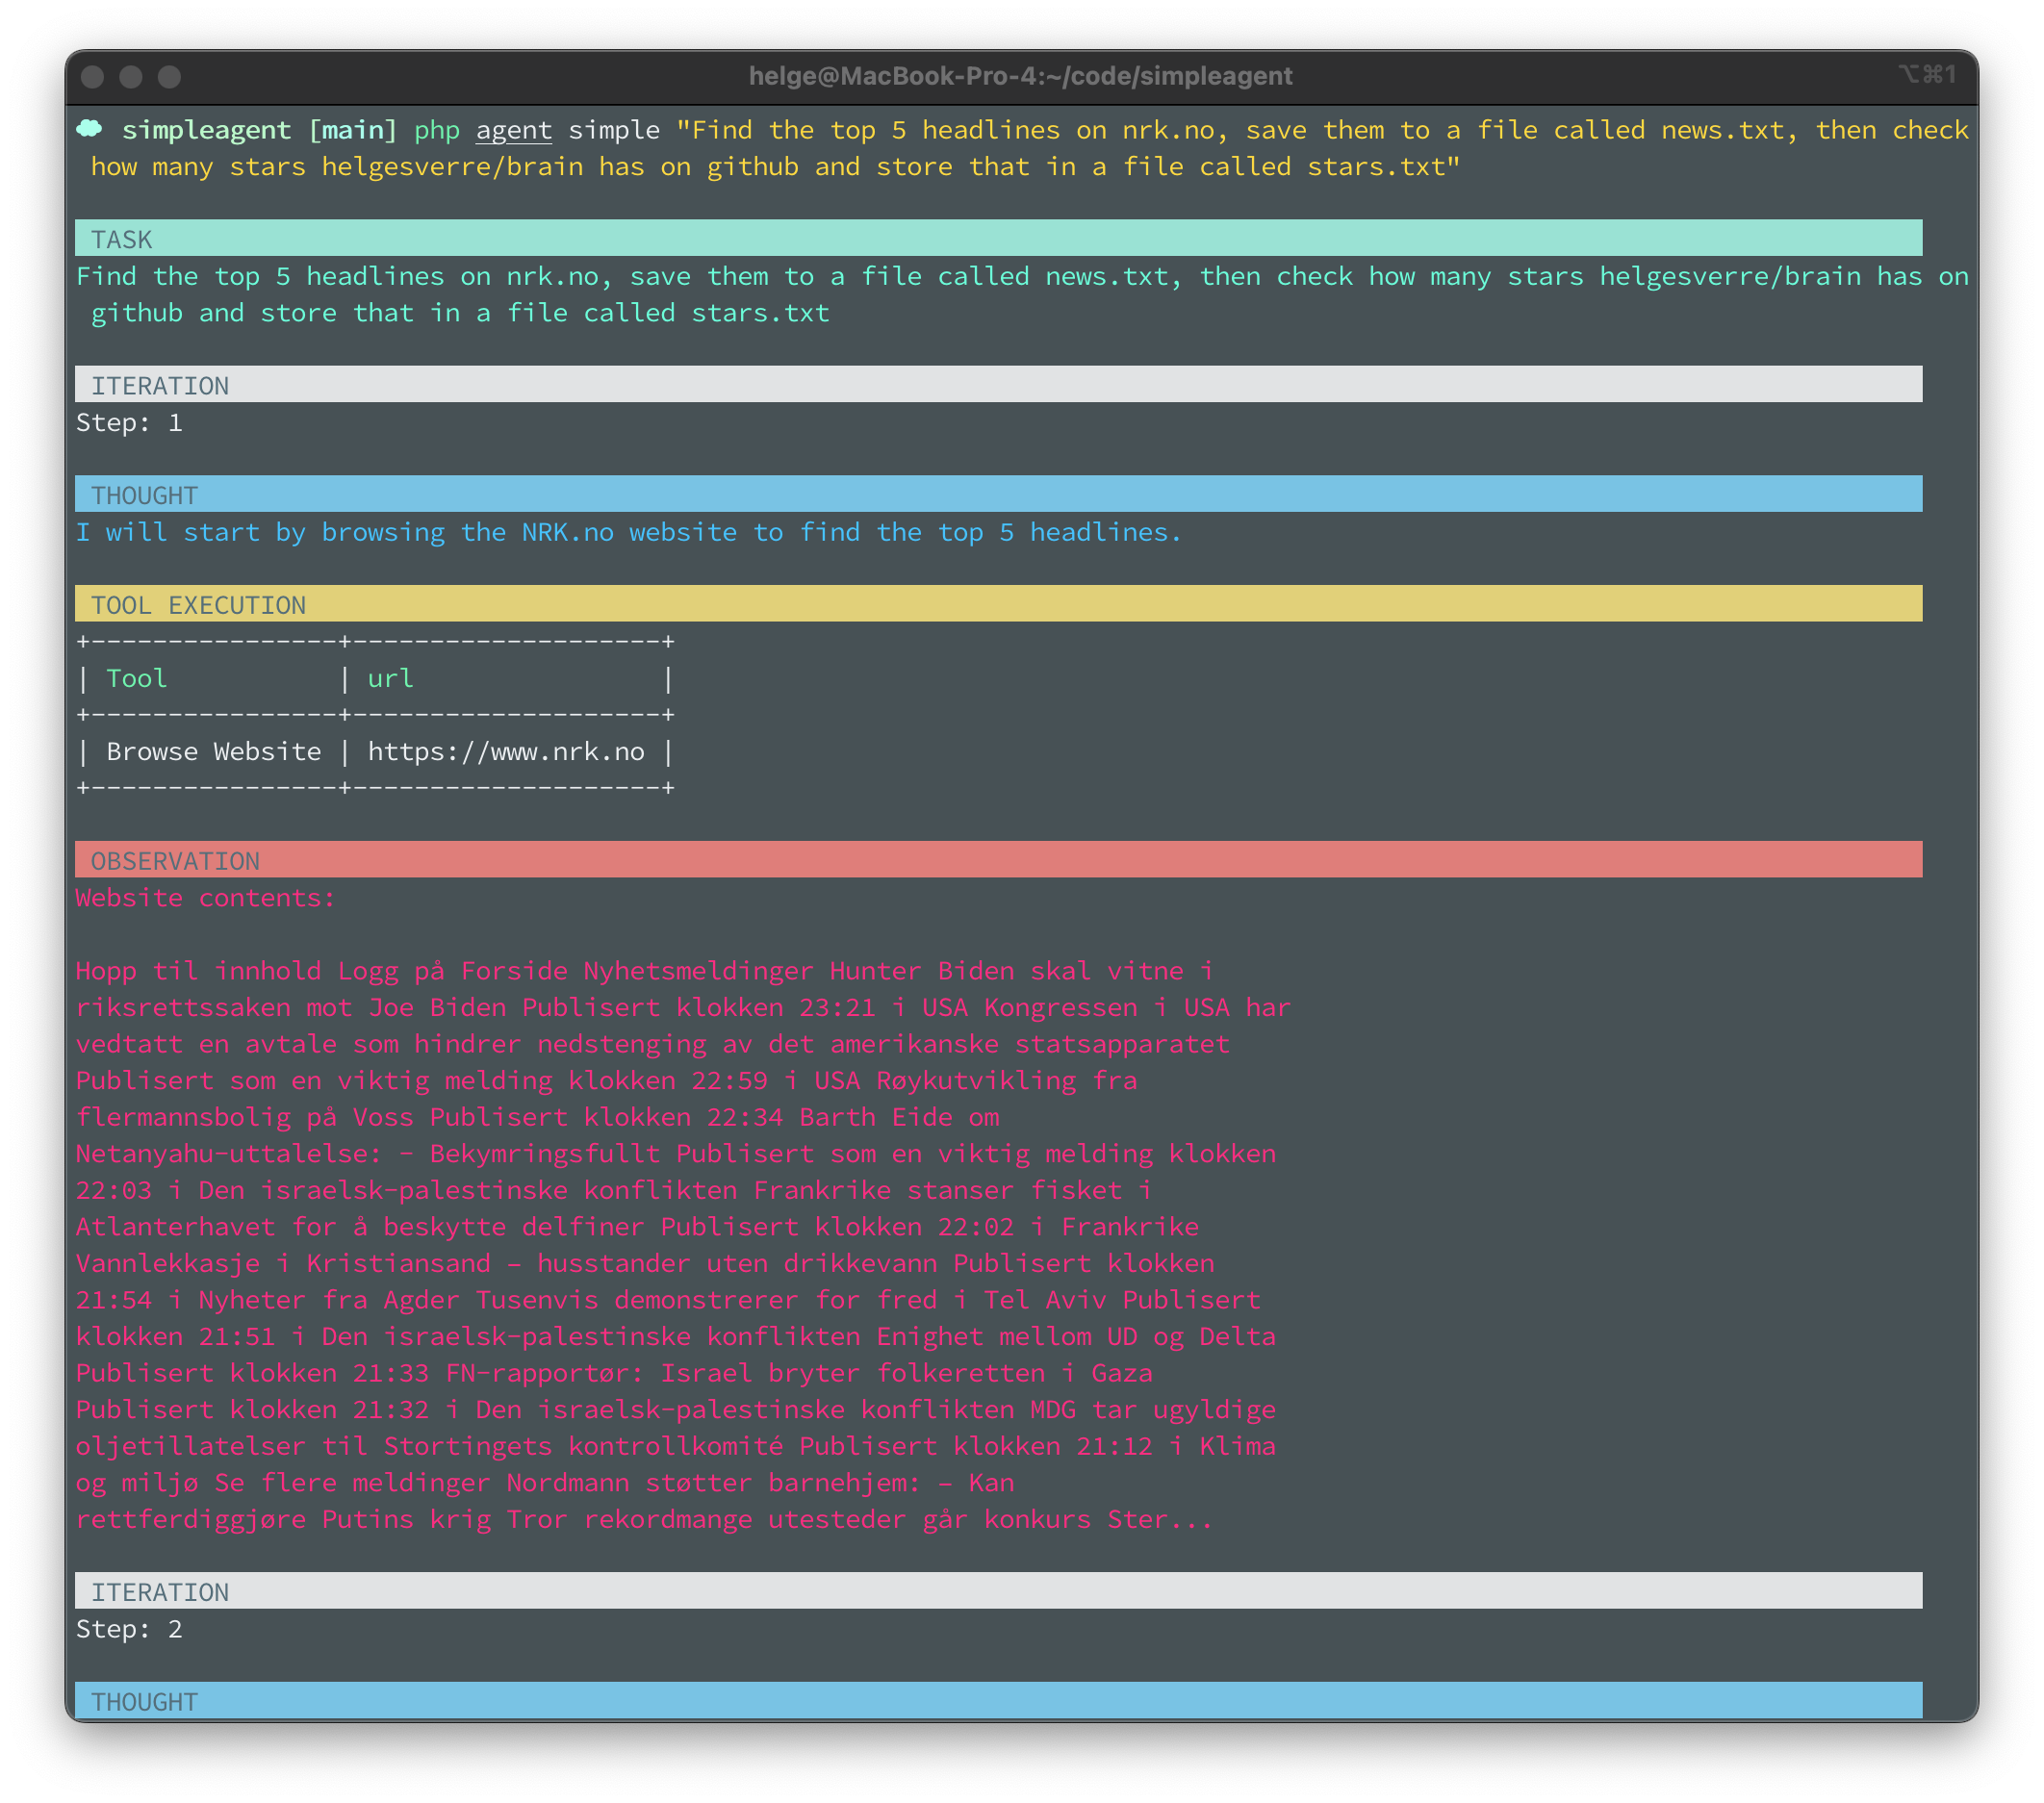 helge@MacBook-Pro-4:~/code/simpleagent ⌥⌘1
simpleagent [main] php agent simple "Find the top 5 headlines on nrk.no, save them to a file called news.txt, then check
how many stars helgesverre/brain has on github and store that in a file called stars.txt"
TASK
Find the top 5 headlines on nrk.no, save them to a file called news.txt, then check how many stars helgesverre/brain has on
github and store that in a file called stars.txt
ITERATION
Step: 1
THOUGHT
I will start by browsing the NRK.no website to find the top 5 headlines.
TOOL EXECUTION
+----------------+--------------------+
| Tool           | url                |
+----------------+--------------------+
| Browse Website | https://www.nrk.no |
+----------------+--------------------+
OBSERVATION
Website contents:
Hopp til innhold Logg på Forside Nyhetsmeldinger Hunter Biden skal vitne i
riksrettssaken mot Joe Biden Publisert klokken 23:21 i USA Kongressen i USA har
vedtatt en avtale som hindrer nedstenging av det amerikanske statsapparatet
Publisert som en viktig melding klokken 22:59 i USA Røykutvikling fra
flermannsbolig på Voss Publisert klokken 22:34 Barth Eide om
Netanyahu-uttalelse: - Bekymringsfullt Publisert som en viktig melding klokken
22:03 i Den israelsk-palestinske konflikten Frankrike stanser fisket i
Atlanterhavet for å beskytte delfiner Publisert klokken 22:02 i Frankrike
Vannlekkasje i Kristiansand – husstander uten drikkevann Publisert klokken
21:54 i Nyheter fra Agder Tusenvis demonstrerer for fred i Tel Aviv Publisert
klokken 21:51 i Den israelsk-palestinske konflikten Enighet mellom UD og Delta
Publisert klokken 21:33 FN-rapportør: Israel bryter folkeretten i Gaza
Publisert klokken 21:32 i Den israelsk-palestinske konflikten MDG tar ugyldige
oljetillatelser til Stortingets kontrollkomité Publisert klokken 21:12 i Klima
og miljø Se flere meldinger Nordmann støtter barnehjem: – Kan
rettferdiggjøre Putins krig Tror rekordmange utesteder går konkurs Ster...
ITERATION
Step: 2
THOUGHT